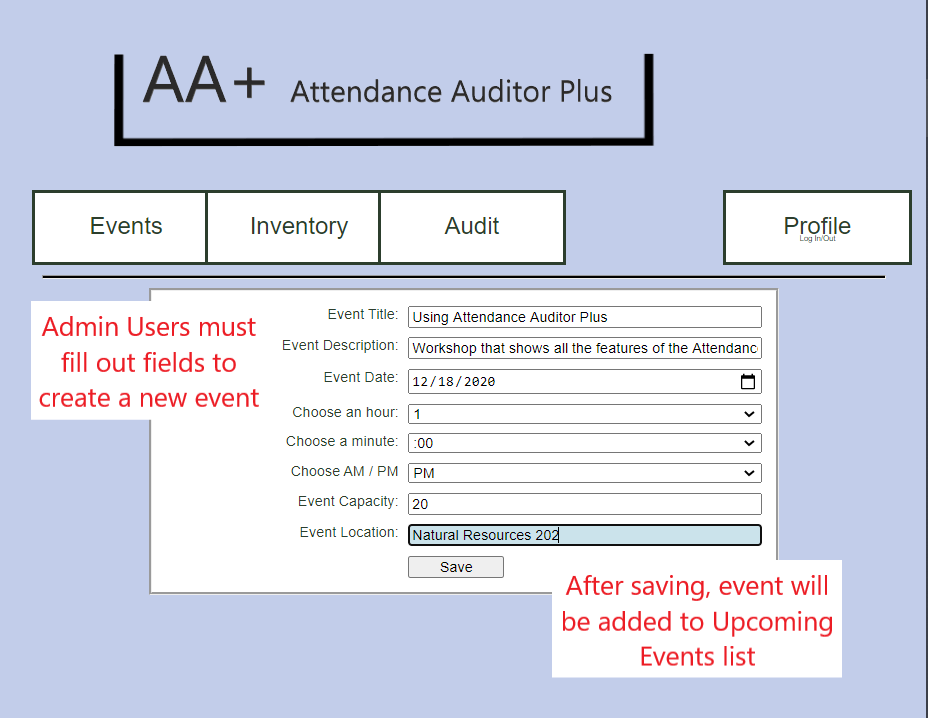 AA+ Attendance Auditor Plus
Events Inventory Audit Profile
Log In/Out
Admin Users must
fill out fields to
create a new event
Event Title: Using Attendance Auditor Plus
Event Description: Workshop that shows all the features of the Attendanc
Event Date: 12/18/2020
Choose an hour: 1
Choose a minute: :00
Choose AM / PM PM
Event Capacity: 20
Event Location: Natural Resources 202
Save
After saving, event will
be added to Upcoming
Events list